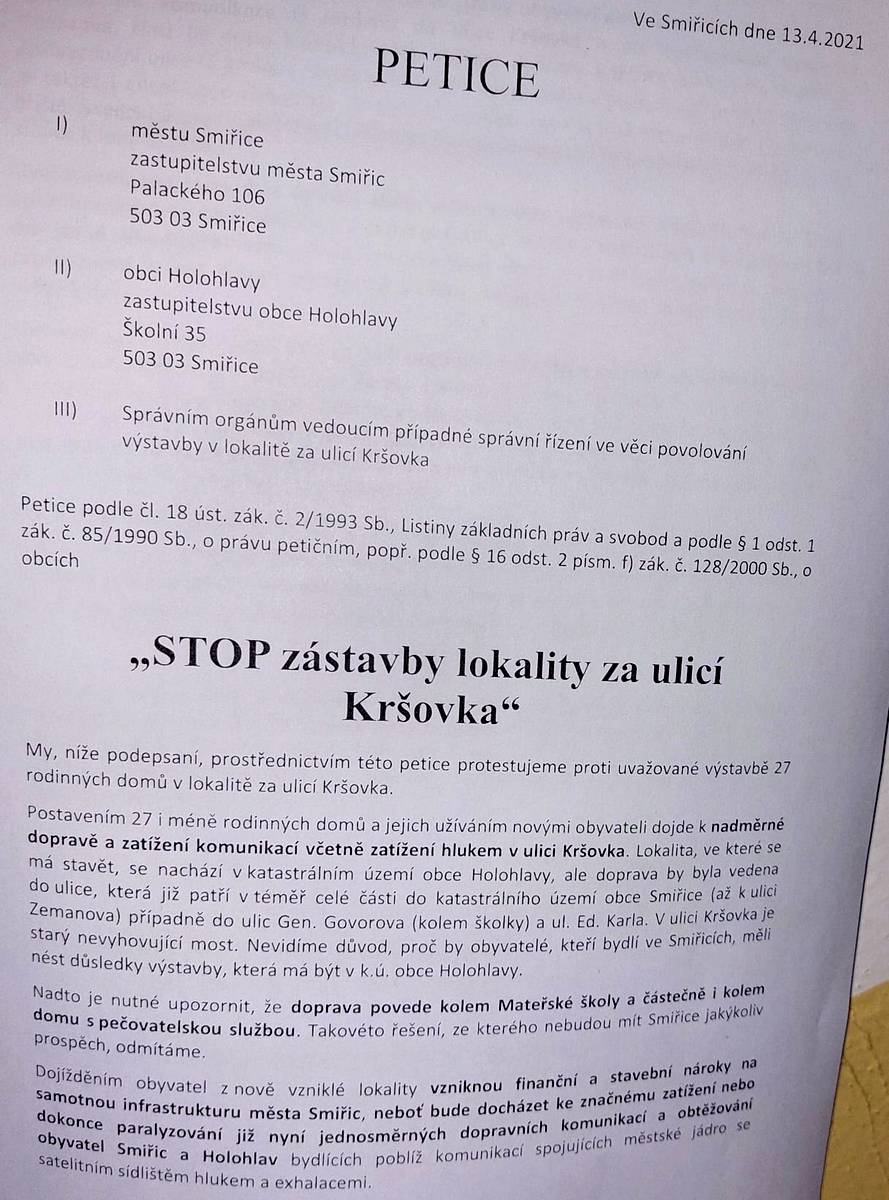 Ve Smiřicích dne 13.4.2021
PETICE
I) městu Smiřice
zastupitelstvu města Smiřic
Palackého 106
503 03 Smiřice
II) obci Holohlavy
zastupitelstvu obce Holohlavy
Školní 35
503 03 Smiřice
III) Správním orgánům vedoucím případné správní řízení ve věci povolování
výstavby v lokalitě za ulicí Kršovka
Petice podle čl. 18 úst. zák. č. 2/1993 Sb., Listiny základních práv a svobod a podle § 1 odst. 1
zák. č. 85/1990 Sb., o právu petičním, popř. podle § 16 odst. 2 písm. f) zák. č. 128/2000 Sb., o
obcích
„STOP zástavby lokality za ulicí
Kršovka“
My, níže podepsaní, prostřednictvím této petice protestujeme proti uvažované výstavbě 27
rodinných domů v lokalitě za ulicí Kršovka.
Postavením 27 i méně rodinných domů a jejich užíváním novými obyvateli dojde k nadměrné
dopravě a zatížení komunikací včetně zatížení hlukem v ulici Kršovka. Lokalita, ve které se
má stavět, se nachází v katastrálním území obce Holohlavy, ale doprava by byla vedena
do ulice, která již patří v téměř celé části do katastrálního území obce Smiřice (až k ulici
Zemanova) případně do ulic Gen. Govorova (kolem školky) a ul. Ed. Karla. V ulici Kršovka je
starý nevyhovující most. Nevidíme důvod, proč by obyvatelé, kteří bydlí ve Smiřicích, měli
nést důsledky výstavby, která má být v k.ú. obce Holohlavy.
Nadto je nutné upozornit, že doprava povede kolem Mateřské školy a částečně i kolem
domu s pečovatelskou službou. Takovéto řešení, ze kterého nebudou mít Smiřice jakýkoliv
prospěch, odmítáme.
Dojížděním obyvatel z nově vzniklé lokality vzniknou finanční a stavební nároky na
samotnou infrastrukturu města Smiřic, neboť bude docházet ke značnému zatížení nebo
dokonce paralyzování již nyní jednosměrných dopravních komunikací a obtěžování
obyvatel Smiřic a Holohlav bydlících poblíž komunikací spojujících městské jádro se
satelitním sídlištěm hlukem a exhalacemi.